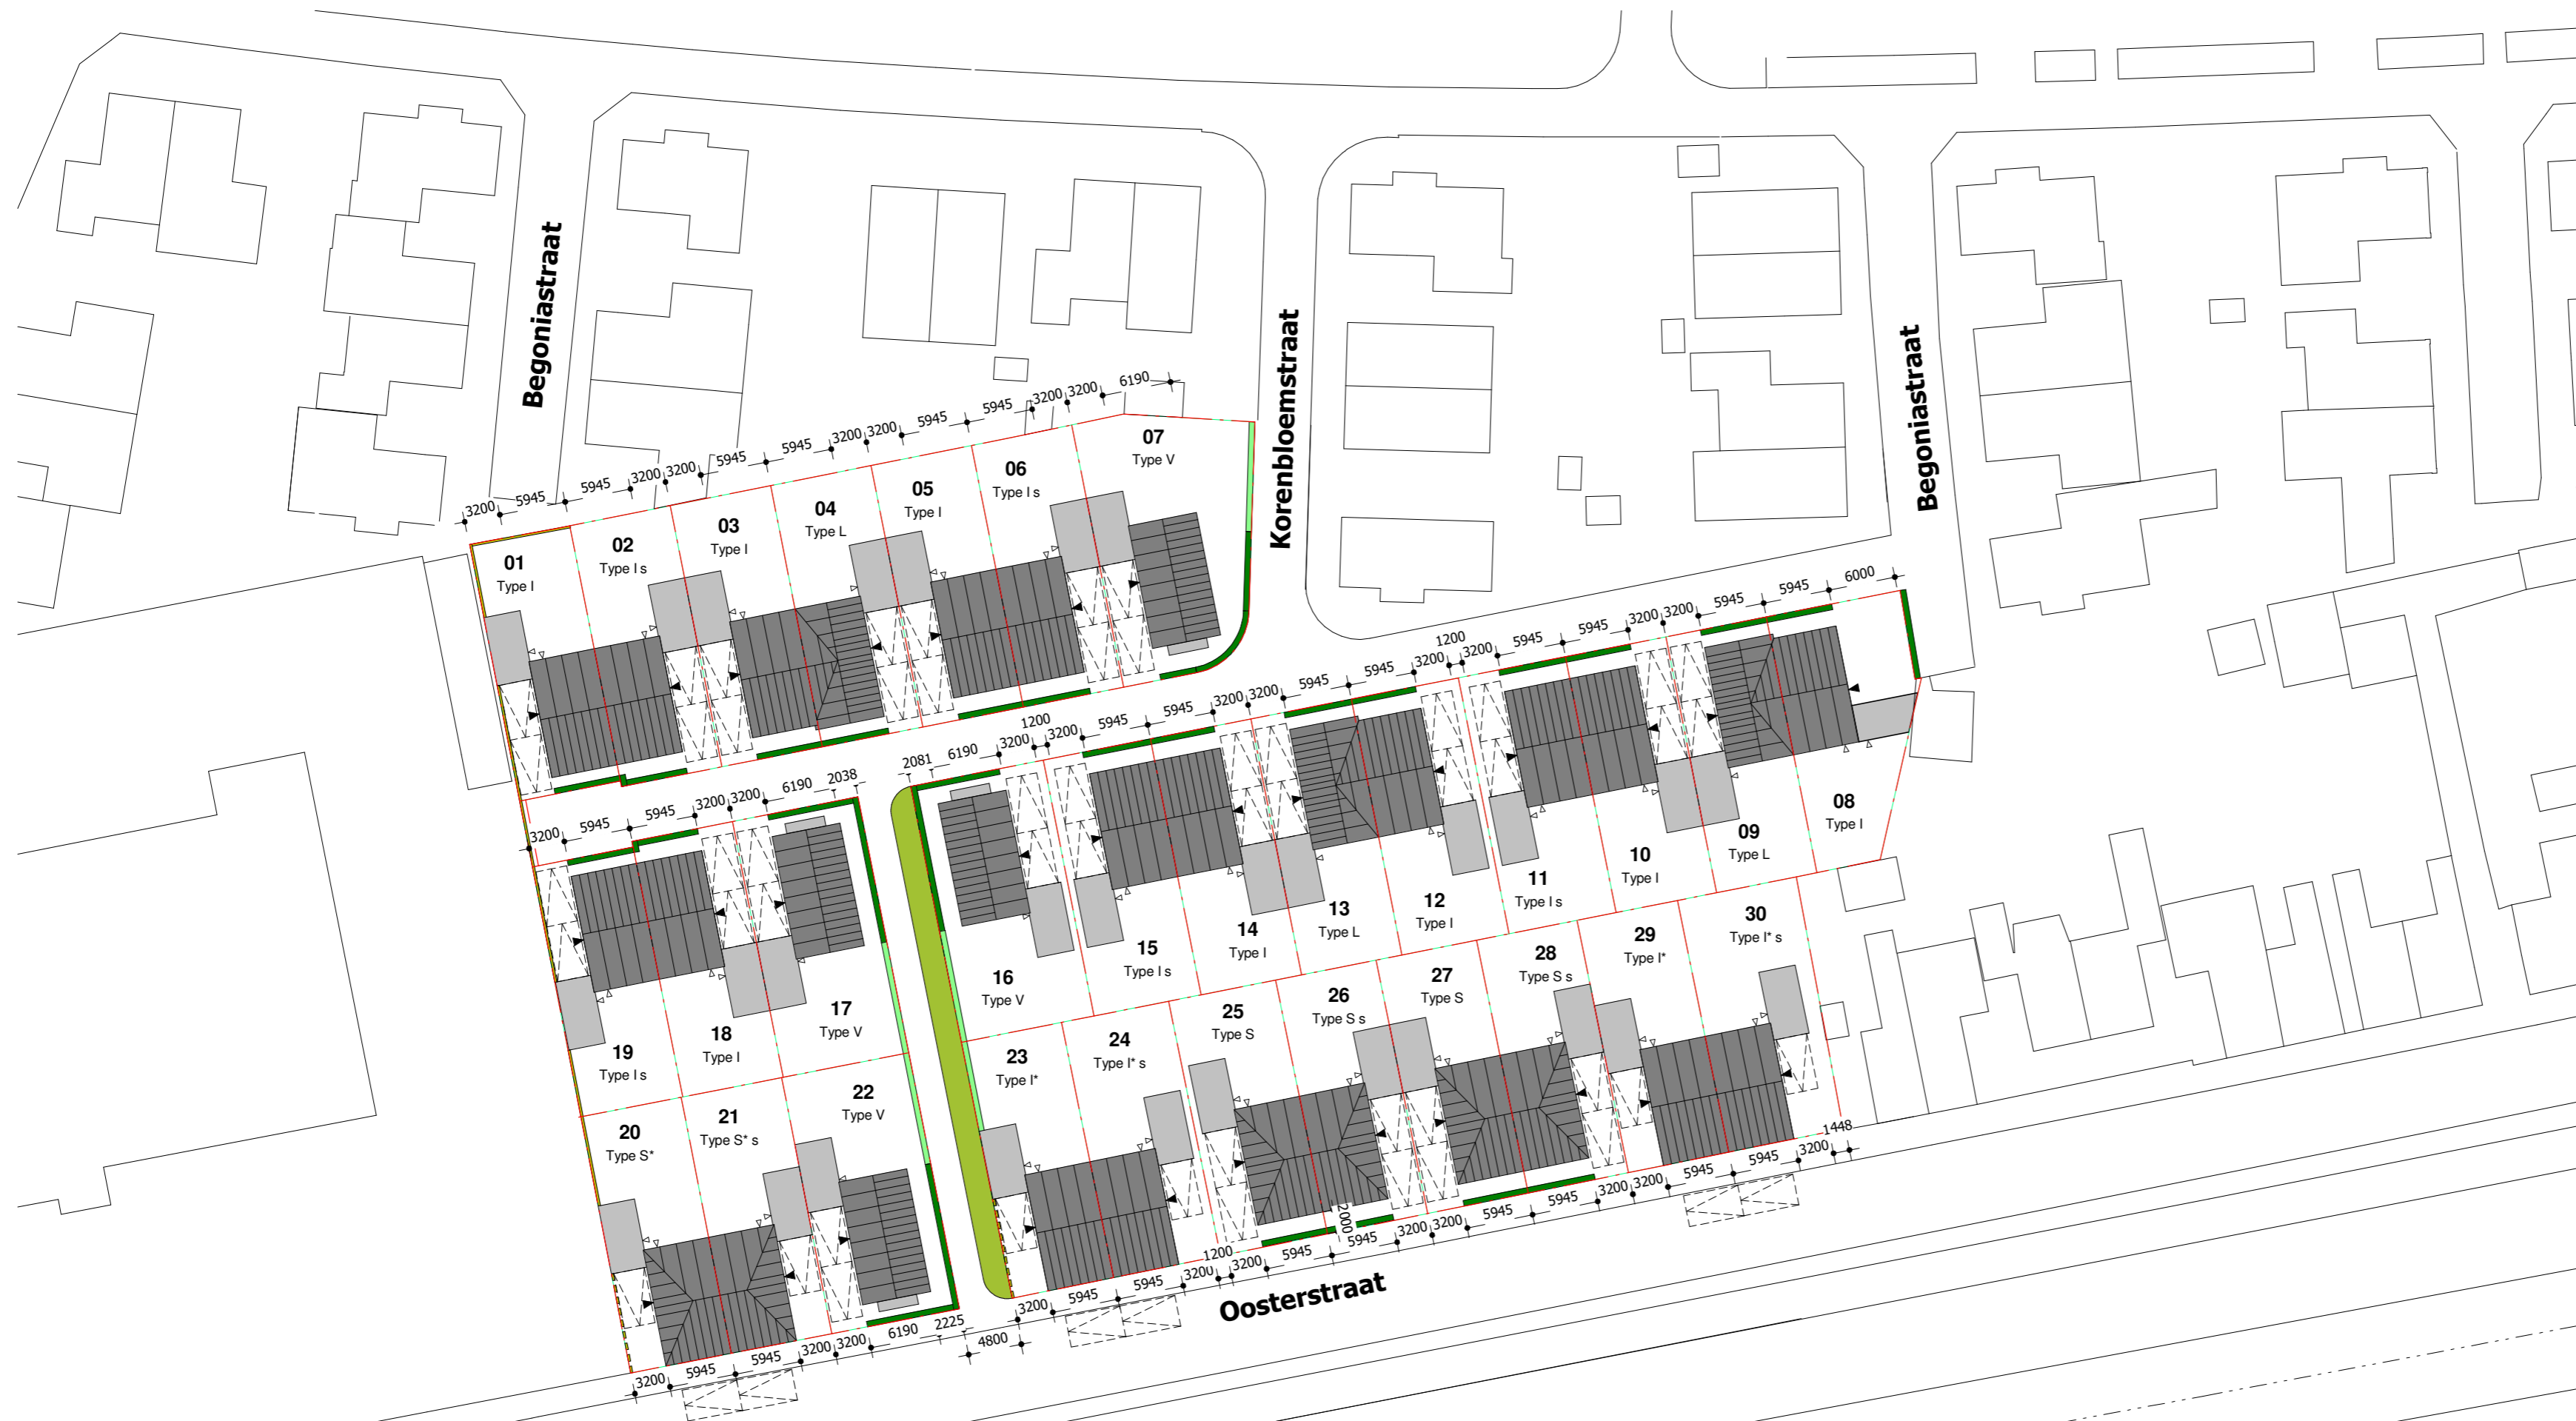 Begoniastraat
Korenbloemstraat
Begoniastraat
3200 5945 5945 3200 3200 5945 5945 3200 3200 5945 5945 3200 3200 6190
01
Type I
02
Type I s
03
Type I
04
Type L
05
Type I
06
Type I s
07
Type V
2081 6190 3200 1200 3200 5945 5945 3200 3200 5945 5945 3200 1200 3200 5945 5945 3200 3200 5945 5945 6000
3200 5945 5945 3200 3200 6190 2038
08
Type I
09
Type L
10
Type I
11
Type I s
12
Type I
13
Type L
14
Type I
15
Type I s
16
Type V
17
Type V
18
Type I
19
Type I s
20
Type S*
21
Type S* s
22
Type V
23
Type I*
24
Type I* s
25
Type S
26
Type S s
27
Type S
28
Type S s
29
Type I*
30
Type I* s
2000
3200 5945 5945 3200 3200 6190 2225
4800
3200 5945 5945 3200 1200 3200 5945 5945 3200 3200 5945 5945 3200 3200 5945 5945 3200 1448
Oosterstraat